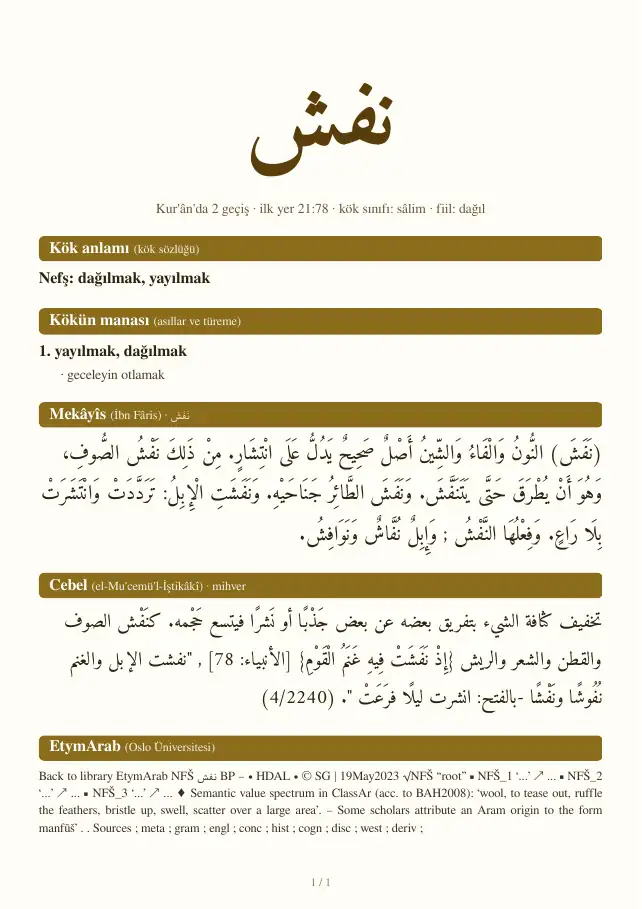 نفش
Kur'ân'da 2 geçiş · ilk yer 21:78 · kök sınıfı: sâlim · fiil: dağıl
Kök anlamı (kök sözlüğü)
Nefş: dağılmak, yayılmak
Kökün manası (asıllar ve türeme)
1. yayılmak, dağılmak
· geceleyin otlamak
Mekâyîs (İbn Fâris) · نَفَشَ
(نَفَشَ) النُّونُ وَالْفَاءُ وَالشِّينُ أَصْلٌ صَحِيحٌ يَدُلُّ عَلَى انْتِشَارٍ. مِنْ ذَلِكَ نَفْشُ الصُّوفِ،
وَهُوَ أَنْ يُطْرَقَ حَتَّى يَتَنَفَّشَ. وَنَفَشَ الطَّائِرُ جَنَاحَيْهِ. وَنَفَشَتِ الْإِبِلُ: تَرَدَّدَتْ وَانْتَشَرَتْ
بِلَا رَاعٍ. وَفِعْلُهَا النَّفْشُ ; وَإِبِلٌ نُفَّاشٌ وَنَوَافِشُ.
Cebel (el-Mu'cemü'l-İştikâkî) · mihver
تخفيف كثافة الشيء بتفريق بعضه عن بعض جَذْبًا أو نَشرًا فيتسع حَجْمه. كنَفْش الصوف
والقطن والشعر والريش {إِذْ نَفَشَتْ فِيهِ غَنَمُ الْقَوْمِ} [الأنبياء: 78] , "نفشت الإبل والغنم
نُفُوشًا ونَفْشًا -بالفتح: انشرت ليلًا فرَعَتْ ". (4/2240)
EtymArab (Oslo Üniversitesi)
Back to library EtymArab NFŠ نفش BP – • HDAL • © SG | 19May2023 √NFŠ “root” ▪ NFŠ_1 ‘...’ ↗ ... ▪ NFŠ_2
‘...’ ↗ ... ▪ NFŠ_3 ‘...’ ↗ ... ♦ Semantic value spectrum in ClassAr (acc. to BAH2008): ‘wool, to tease out, ruffle
the feathers, bristle up, swell, scatter over a large area’. – Some scholars attribute an Aram origin to the form
manfūš’ . . Sources ; meta ; gram ; engl ; conc ; hist ; cogn ; disc ; west ; deriv ;
1 / 1